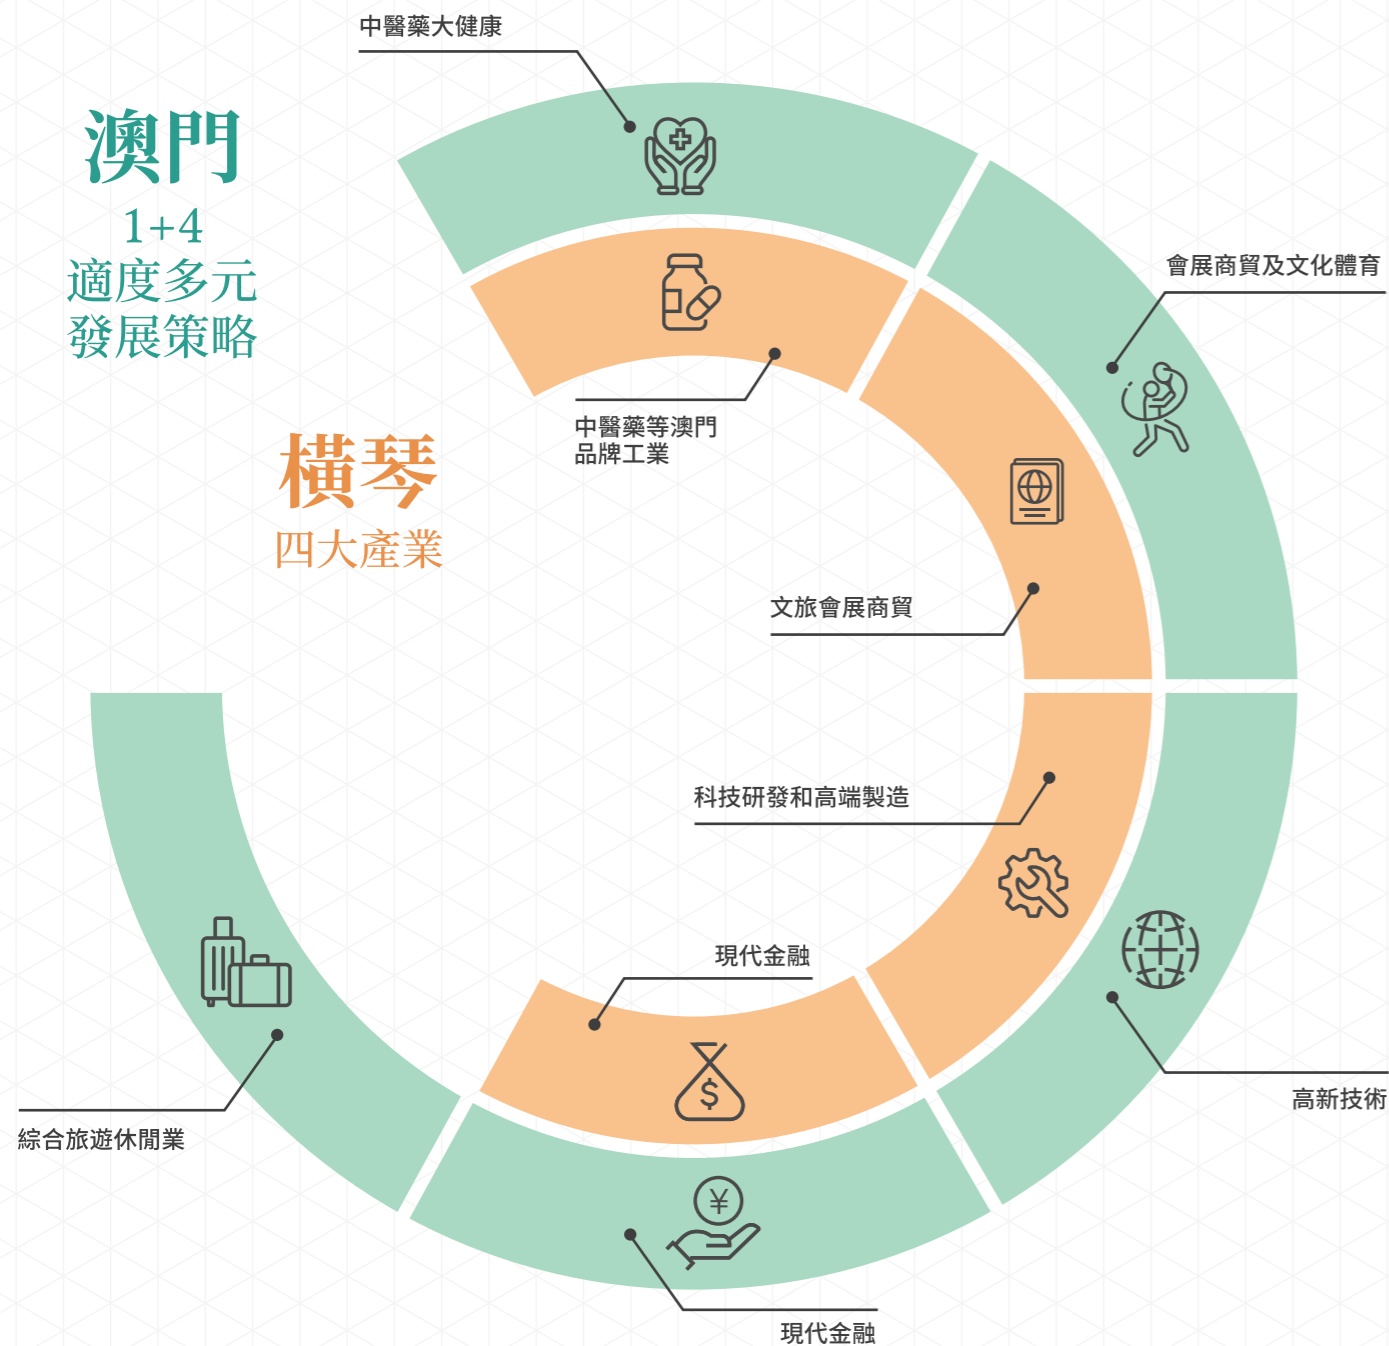 中醫藥大健康
澳門
1+4
適度多元
發展策略
會展商貿及文化體育
中醫藥等澳門
品牌工業
橫琴
四大產業
文旅會展商貿
科技研發和高端製造
現代金融
$
高新技術
綜合旅遊休閒業
¥
現代金融